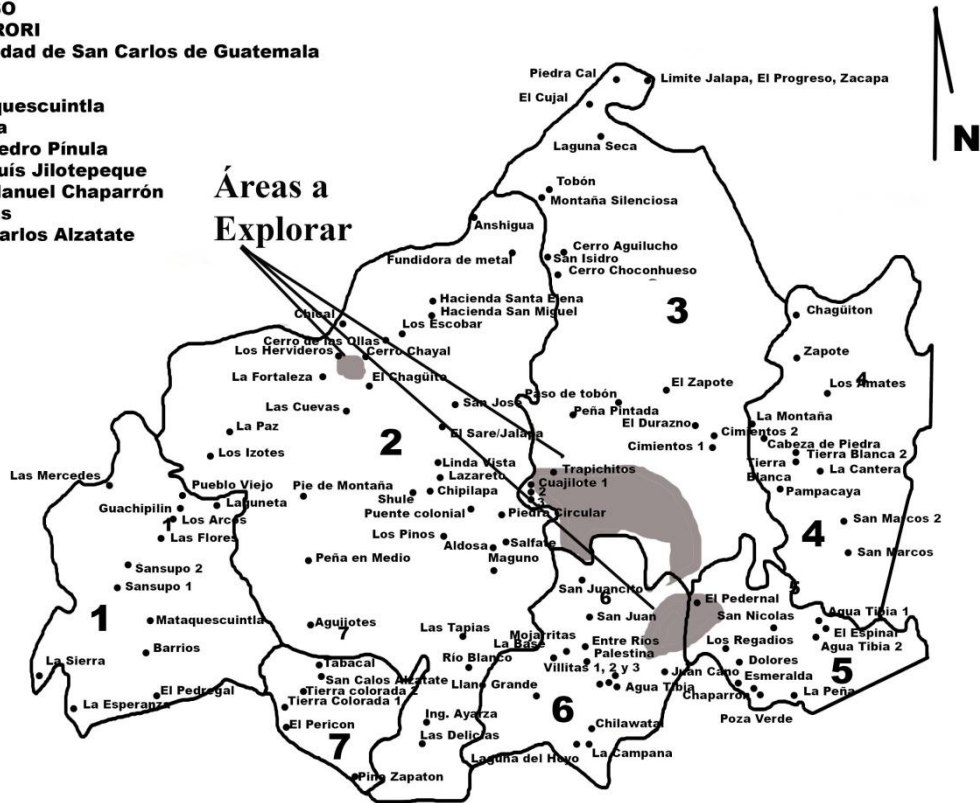 SO
RORI
dad de San Carlos de Guatemala
quescuintla
a
edro Pínula
uís Jilotepeque
Manuel Chaparrón
s
arlos Alzatate
Áreas a
Explorar
N
Piedra Cal
Limite Jalapa, El Progreso, Zacapa
El Cujal
Laguna Seca
Tobón
Montaña Silenciosa
Anshigua
Cerro Aguilucho
Fundidora de metal
San Isidro
Cerro Choconhueso
Hacienda Santa Elena
Hacienda San Miguel
3
Chagüiton
Chical
Los Escobar
Cerro de las Ollas
Los Hervideros
Cerro Chayal
Zapote
La Fortaleza
El Chagüite
El Zapote
4
Los Amates
Paso de tobón
San José
Las Cuevas
Peña Pintada
La Montaña
El Durazno
La Paz
2
El Sare/Jalapa
Cimientos 2
Cimientos 1
Cabeza de Piedra
Los Izotes
Tierra Blanca 2
Linda Vista
Tierra
Blanca
La Cantera
Trapichitos
Las Mercedes
Lazareto
Pueblo Viejo
Pie de Montaña
Cuajilote 1
Chipilapa
2
Pampacaya
Shule
3
Guachipilin
Laguneta
Puente colonial
Piedra Circular
1
Los Arcos
San Marcos 2
4
Las Flores
Los Pinos
Salfate
Aldosa
San Marcos
Peña en Medio
Maguno
Sansupo 2
Sansupo 1
San Juancito
5
6
El Pedernal
1
Mataquescuintla
San Juan
San Nicolas
Agua Tibia 1
Agujiotes
7
Las Tapias
Mojarritas
El Espinal
La Base
Entre Ríos
Los Regadios
Agua Tibia 2
Barrios
Palestina
La Sierra
Tabacal
Río Blanco
Villitas 1, 2 y 3
Dolores
5
San Calos Alzatate
Juan Cano
Esmeralda
El Pedregal
Tierra colorada 2
Llano Grande
Agua Tibia
Chaparron
La Peña
La Esperanza
Tierra Colorada 1
6
Poza Verde
Ing. Ayarza
El Pericon
Chilawatal
7
Las Delicias
Laguna del Hoyo
La Campana
Pino Zapaton